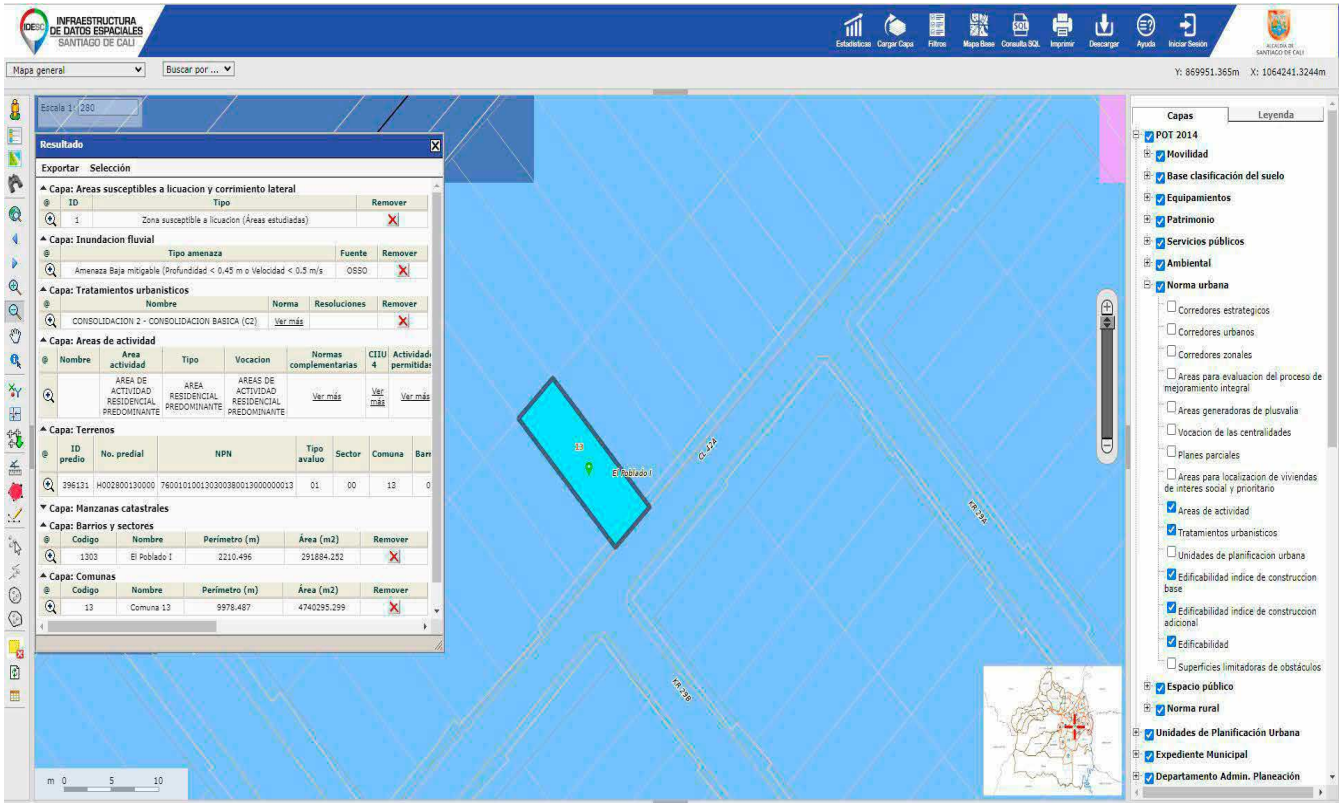 IDESC INFRAESTRUCTURA
DE DATOS ESPACIALES
SANTIAGO DE CALI
Estadísticas Cargar Capa Filtros Mapa Base Consulta SQL Imprimir Descargar Ayuda Iniciar Sesión
ALCALDÍA DE
SANTIAGO DE CALI
Mapa general Buscar por ... Y: 869951.365m X: 1064241.3244m
Escala 1: 280
Resultado
Exportar Selección
Capa: Areas susceptibles a licuacion y corrimiento lateral
@ ID Tipo Remover
1 Zona susceptible a licuacion (Áreas estudiadas)
Capa: Inundacion fluvial
@ Tipo amenaza Fuente Remover
Amenaza Baja mitigable (Profundidad < 0.45 m o Velocidad < 0.5 m/s OSSO
Capa: Tratamientos urbanisticos
@ Nombre Norma Resoluciones Remover
CONSOLIDACION 2 - CONSOLIDACION BASICA (C2) Ver más
Capa: Areas de actividad
@ Nombre Area actividad Tipo Vocacion Normas complementarias CIIU 4 Actividade permitidas
AREA DE ACTIVIDAD RESIDENCIAL PREDOMINANTE AREA RESIDENCIAL PREDOMINANTE AREAS DE ACTIVIDAD RESIDENCIAL PREDOMINANTE Ver más Ver más Ver más
Capa: Terrenos
@ ID predio No. predial NPN Tipo avaluo Sector Comuna Barr
396131 H002800130000 760010100130300380013000000013 01 00 13 0
Capa: Manzanas catastrales
Capa: Barrios y sectores
@ Codigo Nombre Perímetro (m) Área (m2) Remover
1303 El Poblado I 2210.496 291884.252
Capa: Comunas
@ Codigo Nombre Perímetro (m) Área (m2) Remover
13 Comuna 13 9978.487 4740295.299
13
El Poblado I
CL 42A
KR 29A
KR 29B
m 0 5 10
Capas Leyenda
POT 2014
Movilidad
Base clasificación del suelo
Equipamientos
Patrimonio
Servicios públicos
Ambiental
Norma urbana
Corredores estrategicos
Corredores urbanos
Corredores zonales
Areas para evaluacion del proceso de
mejoramiento integral
Areas generadoras de plusvalia
Vocacion de las centralidades
Planes parciales
Areas para localizacion de viviendas
de interes social y prioritario
Areas de actividad
Tratamientos urbanisticos
Unidades de planificacion urbana
Edificabilidad indice de construccion
base
Edificabilidad indice de construccion
adicional
Edificabilidad
Superficies limitadoras de obstáculos
Espacio público
Norma rural
Unidades de Planificación Urbana
Expediente Municipal
Departamento Admin. Planeación